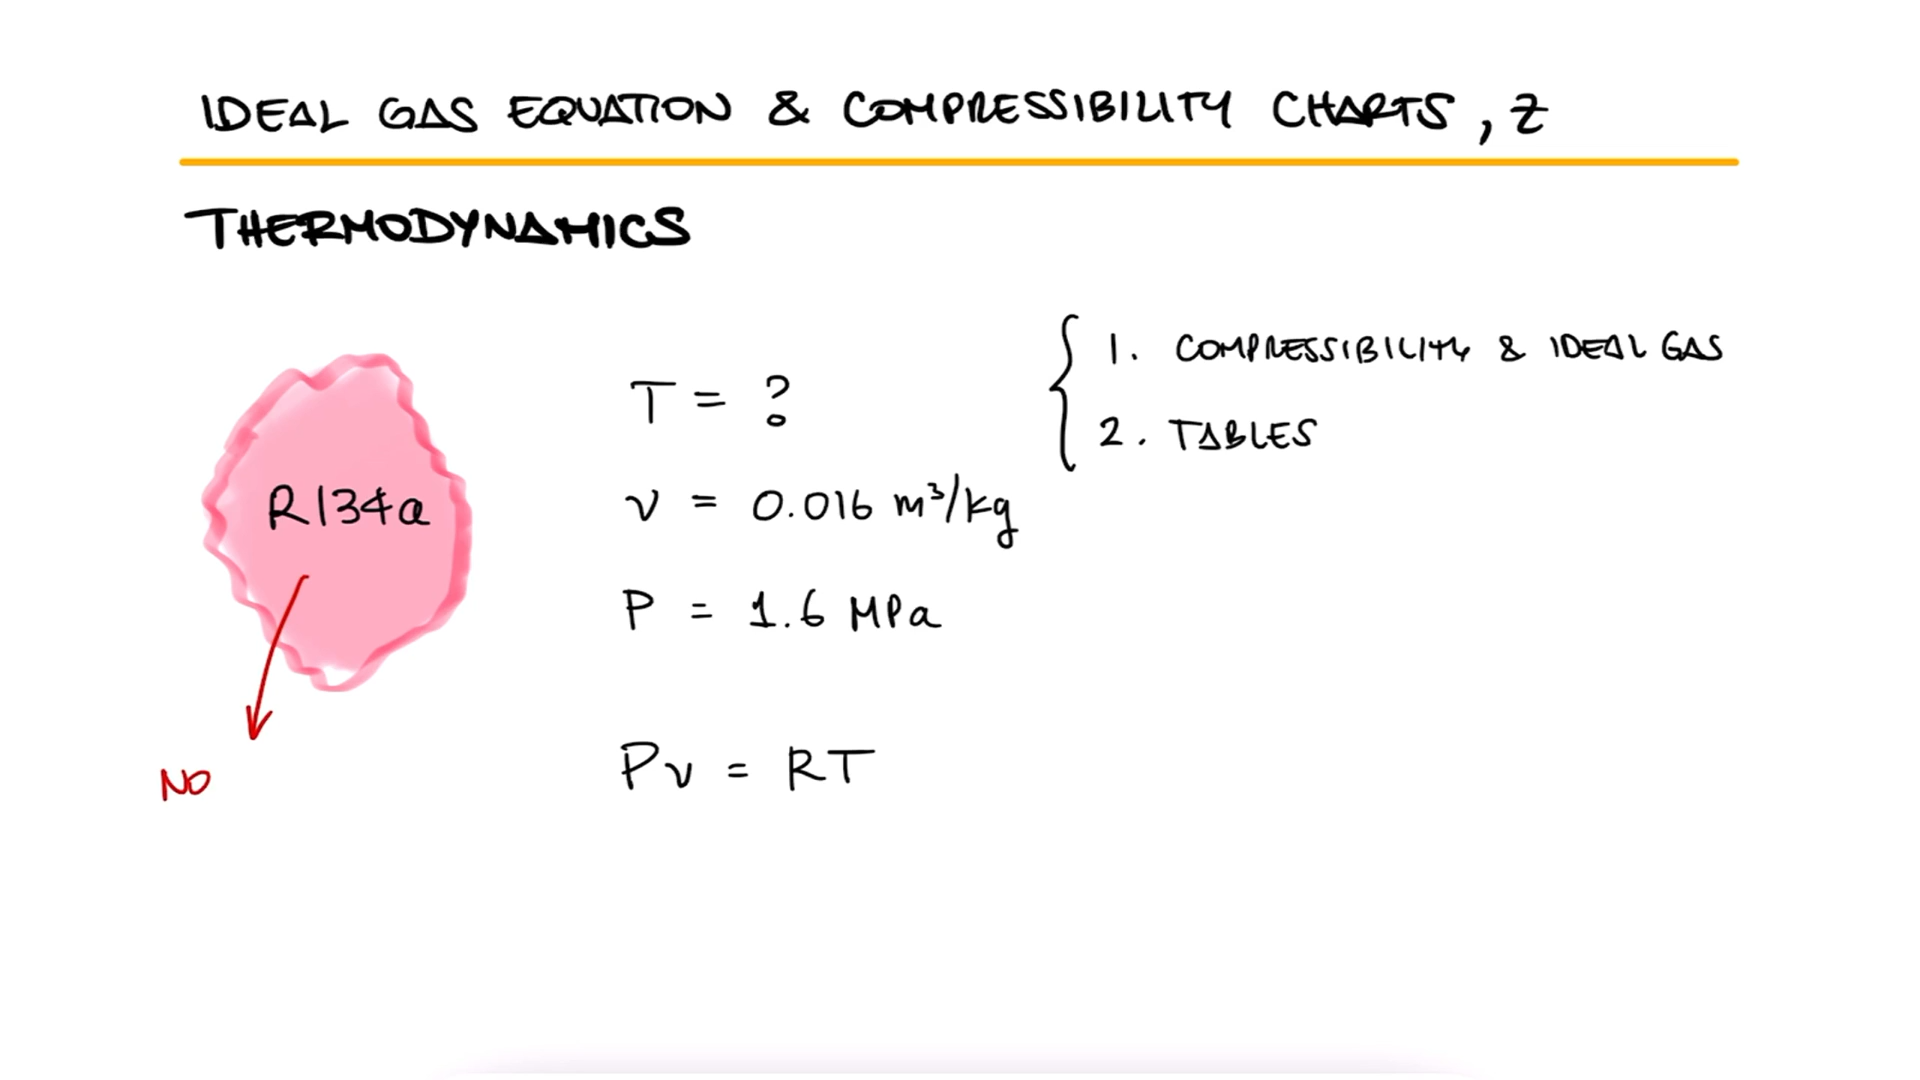 IDEAL GAS EQUATION & COMPRESSIBILITY CHARTS, Z
THERMODYNAMICS
1. COMPRESSIBILITY & IDEAL GAS
T = ?
2. TABLES
R134a
v = 0.016 m³/kg
P = 1.6 MPa
Pv = RT
NO